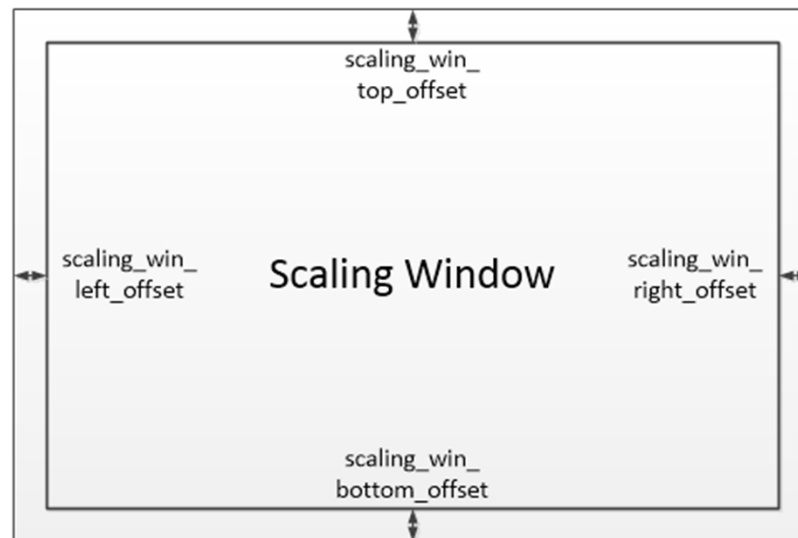 scaling_win_
top_offset
scaling_win_
left_offset
Scaling Window
scaling_win_
right_offset
scaling_win_
bottom_offset